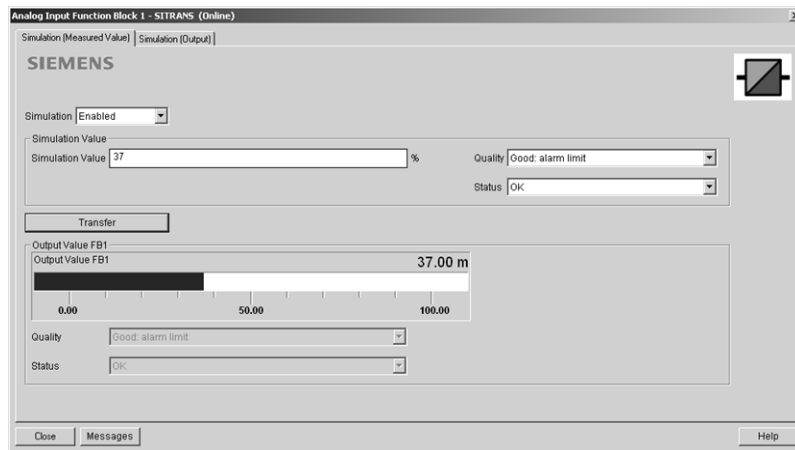 Analog Input Function Block 1 - SITRANS (Online)
Simulation (Measured Value) Simulation (Output)
SIEMENS
Simulation Enabled
Simulation Value
Simulation Value 37 % Quality Good: alarm limit
Status OK
Transfer
Output Value FB1
Output Value FB1 37.00 m
0.00 50.00 100.00
Quality Good: alarm limit
Status OK
Close Messages Help